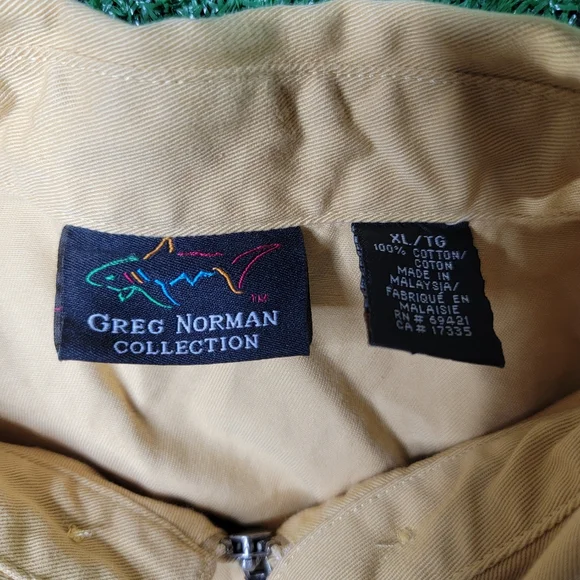 GREG NORMAN
COLLECTION
XL/TG
100% COTTON/
COTON
MADE IN
MALAYSIA/
FABRIQUÉ EN
MALAISIE
RN# 69421
CA# 17335